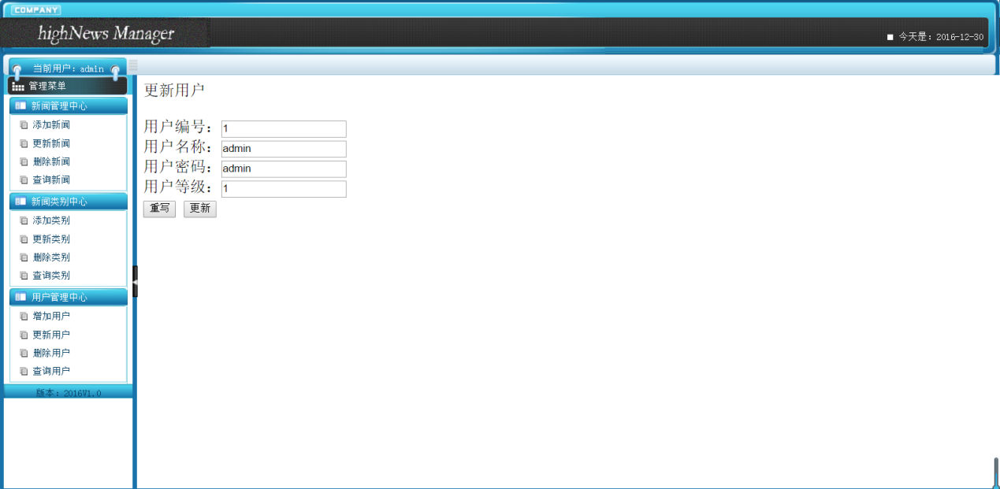 COMPANY
highNews Manager
今天是：2016-12-30
当前用户：admin
管理菜单
新闻管理中心
添加新闻
更新新闻
删除新闻
查询新闻
新闻类别中心
添加类别
更新类别
删除类别
查询类别
用户管理中心
增加用户
更新用户
删除用户
查询用户
版本：2016V1.0
更新用户
用户编号：1
用户名称：admin
用户密码：admin
用户等级：1
重写 更新